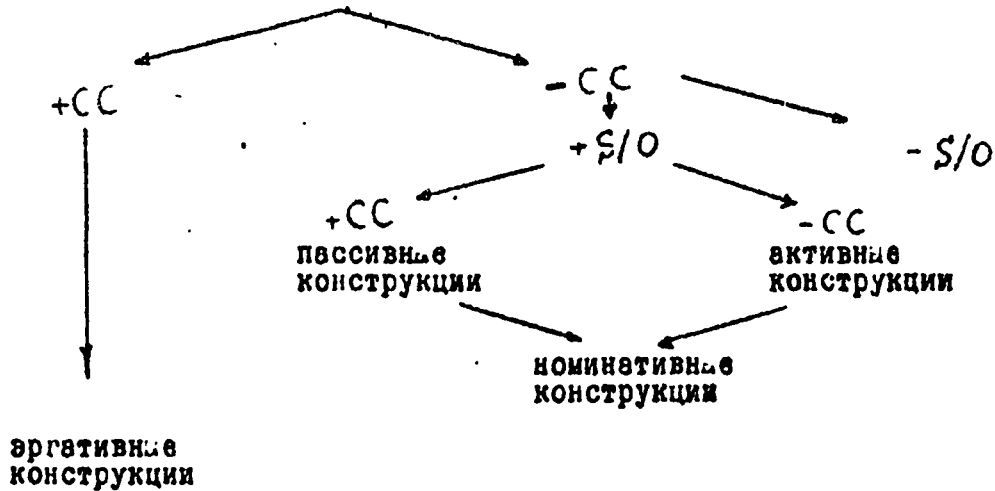 +CC
-CC
+S/O
-S/O
+CC
-CC
пассивные
конструкции
активные
конструкции
номинативные
конструкции
эргативные
конструкции